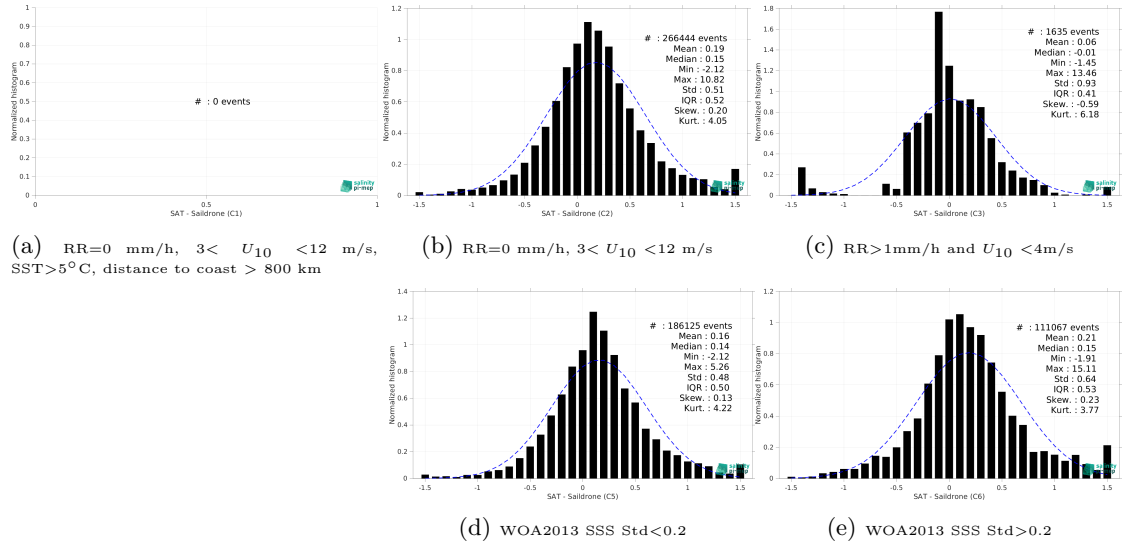 1
0.9
0.8
0.7
0.6
0.5
0.4
0.3
0.2
0.1
0
Normalized histogram
# : 0 events
salinity
pi-mep
0 0.5 1
SAT - Saildrone (C1)
(a) RR=0 mm/h, 3< U10 <12 m/s,
SST>5°C, distance to coast > 800 km
1.2
1
0.8
0.6
0.4
0.2
0
Normalized histogram
# : 266444 events
Mean : 0.19
Median : 0.15
Min : -2.12
Max : 10.82
Std : 0.51
IQR : 0.52
Skew. : 0.20
Kurt. : 4.05
salinity
pi-mep
-1.5 -1 -0.5 0 0.5 1 1.5
SAT - Saildrone (C2)
(b) RR=0 mm/h, 3< U10 <12 m/s
1.8
1.6
1.4
1.2
1
0.8
0.6
0.4
0.2
0
Normalized histogram
# : 1635 events
Mean : 0.06
Median : -0.01
Min : -1.45
Max : 13.46
Std : 0.93
IQR : 0.41
Skew. : -0.59
Kurt. : 6.18
salinity
pi-mep
-1.5 -1 -0.5 0 0.5 1 1.5
SAT - Saildrone (C3)
(c) RR>1mm/h and U10 <4m/s
1.4
1.2
1
0.8
0.6
0.4
0.2
0
Normalized histogram
# : 186125 events
Mean : 0.16
Median : 0.14
Min : -2.12
Max : 5.26
Std : 0.48
IQR : 0.50
Skew. : 0.13
Kurt. : 4.22
salinity
pi-mep
-1.5 -1 -0.5 0 0.5 1 1.5
SAT - Saildrone (C5)
(d) WOA2013 SSS Std<0.2
1.2
1
0.8
0.6
0.4
0.2
0
Normalized histogram
# : 111067 events
Mean : 0.21
Median : 0.15
Min : -1.91
Max : 15.11
Std : 0.64
IQR : 0.53
Skew. : 0.23
Kurt. : 3.77
salinity
pi-mep
-1.5 -1 -0.5 0 0.5 1 1.5
SAT - Saildrone (C6)
(e) WOA2013 SSS Std>0.2